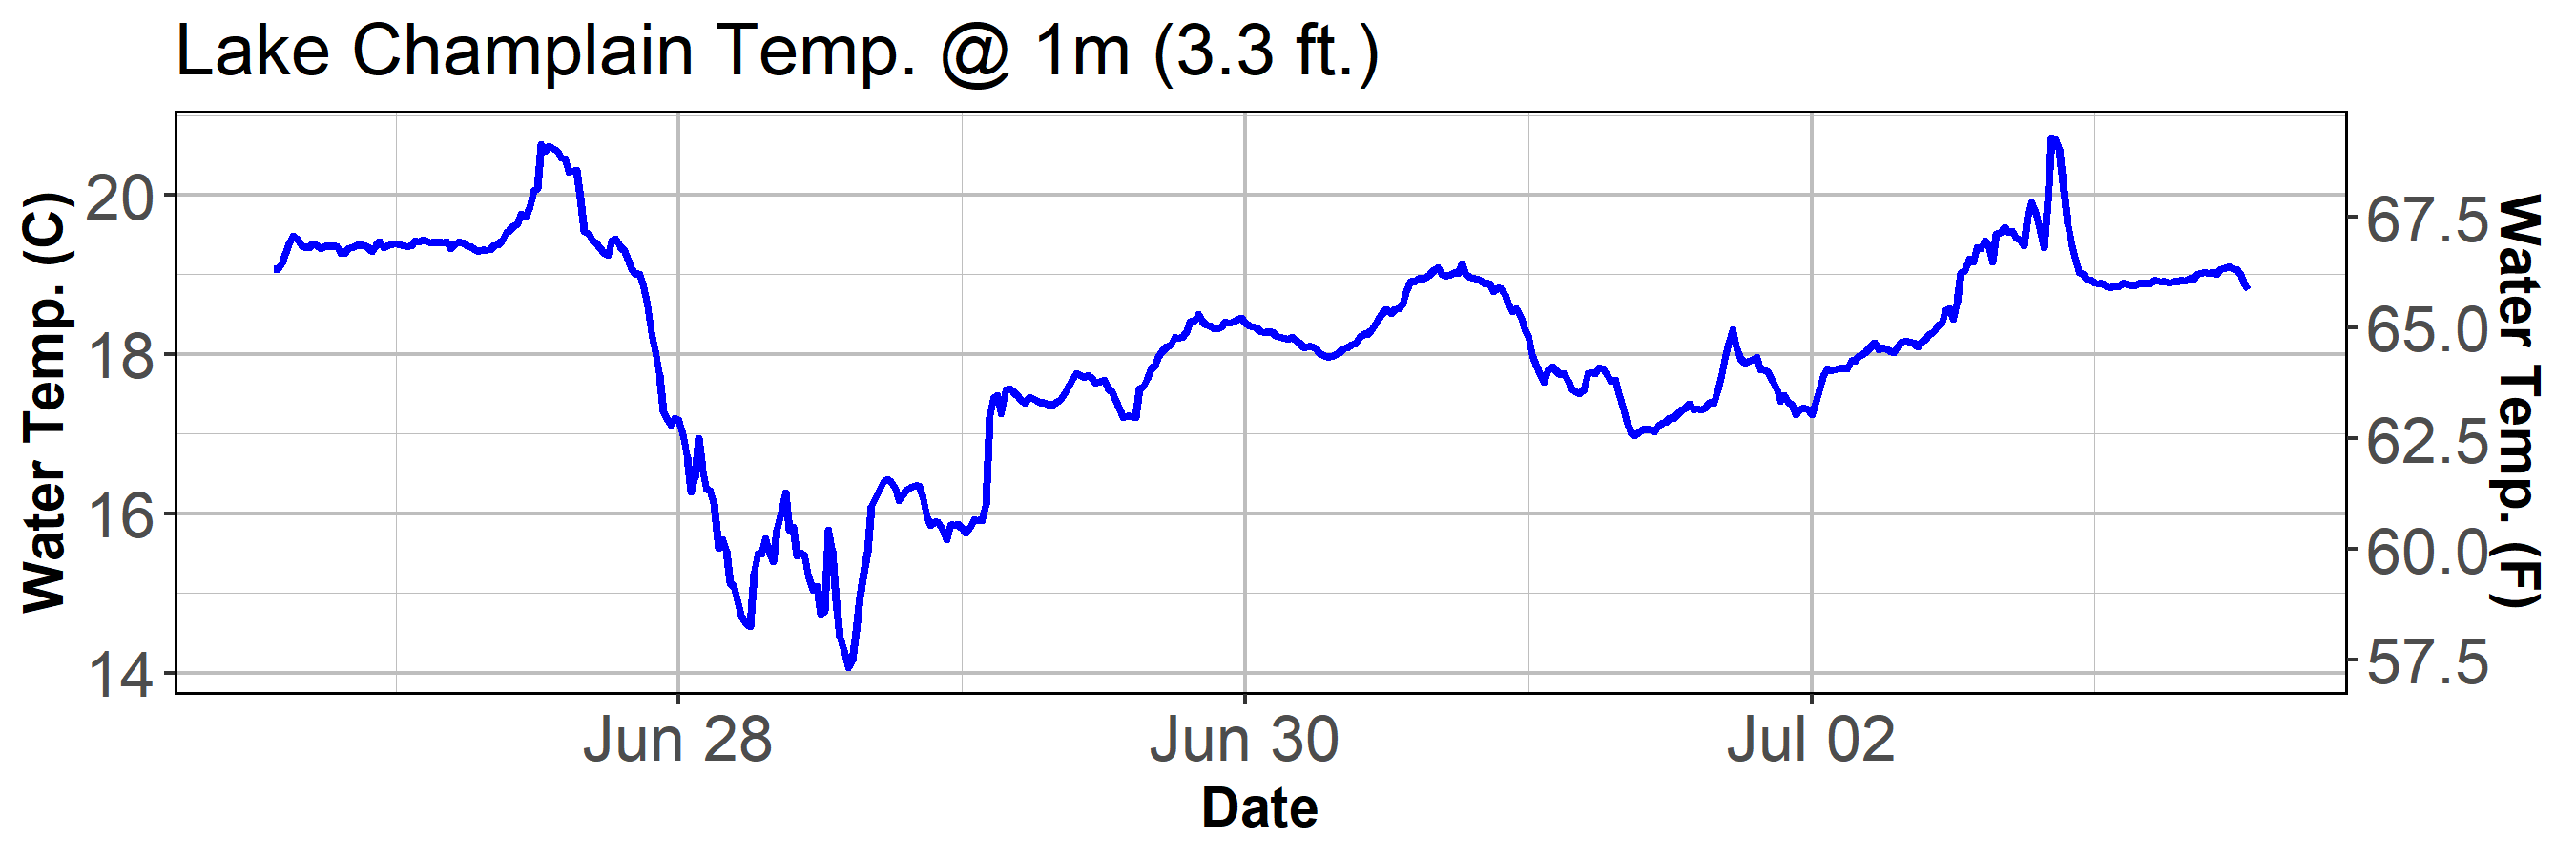 Lake Champlain Temp. @ 1m (3.3 ft.)
Water Temp. (C)
20
18
16
14
67.5
65.0
62.5
60.0
57.5
Water Temp. (F)
Jun 28
Jun 30
Jul 02
Date